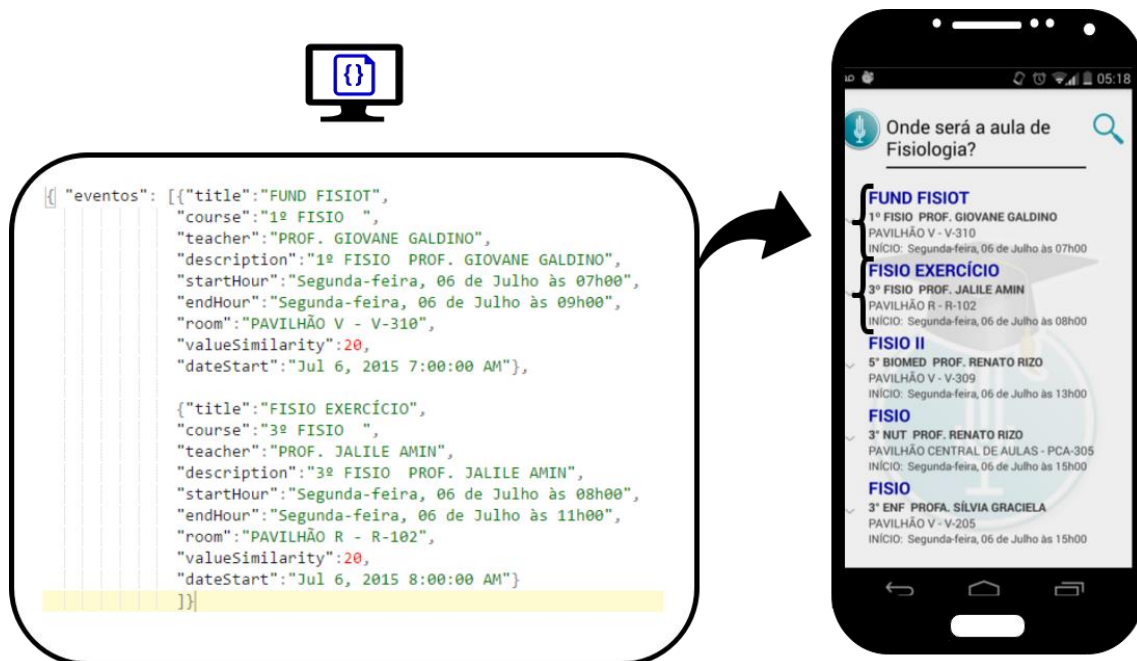 {}
{ "eventos": [{"title":"FUND FISIOT",
"course":"1º FISIO  ",
"teacher":"PROF. GIOVANE GALDINO",
"description":"1º FISIO  PROF. GIOVANE GALDINO",
"startHour":"Segunda-feira, 06 de Julho às 07h00",
"endHour":"Segunda-feira, 06 de Julho às 09h00",
"room":"PAVILHÃO V - V-310",
"valueSimilarity":20,
"dateStart":"Jul 6, 2015 7:00:00 AM"},
{"title":"FISIO EXERCÍCIO",
"course":"3º FISIO  ",
"teacher":"PROF. JALILE AMIN",
"description":"3º FISIO  PROF. JALILE AMIN",
"startHour":"Segunda-feira, 06 de Julho às 08h00",
"endHour":"Segunda-feira, 06 de Julho às 11h00",
"room":"PAVILHÃO R - R-102",
"valueSimilarity":20,
"dateStart":"Jul 6, 2015 8:00:00 AM"}
]}
05:18
Onde será a aula de
Fisiologia?
FUND FISIOT
1º FISIO  PROF. GIOVANE GALDINO
PAVILHÃO V - V-310
INÍCIO:  Segunda-feira, 06 de Julho às 07h00
FISIO EXERCÍCIO
3º FISIO  PROF. JALILE AMIN
PAVILHÃO R - R-102
INÍCIO:  Segunda-feira, 06 de Julho às 08h00
FISIO II
5° BIOMED  PROF. RENATO RIZO
PAVILHÃO V - V-309
INÍCIO:  Segunda-feira, 06 de Julho às 13h00
FISIO
3° NUT  PROF. RENATO RIZO
PAVILHÃO CENTRAL DE AULAS - PCA-305
INÍCIO:  Segunda-feira, 06 de Julho às 15h00
FISIO
3° ENF  PROFA. SÍLVIA GRACIELA
PAVILHÃO V - V-205
INÍCIO:  Segunda-feira, 06 de Julho às 15h00